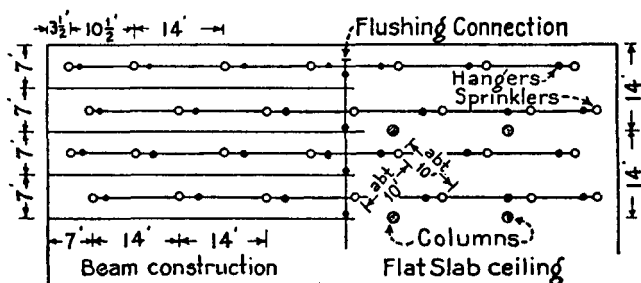 3½' 10½' 14' Flushing Connection
7' 7' 7' 7'
Hangers
Sprinklers
14'
14'
abt 10' abt 10'
7' 14' 14' Columns
Beam construction Flat Slab ceiling